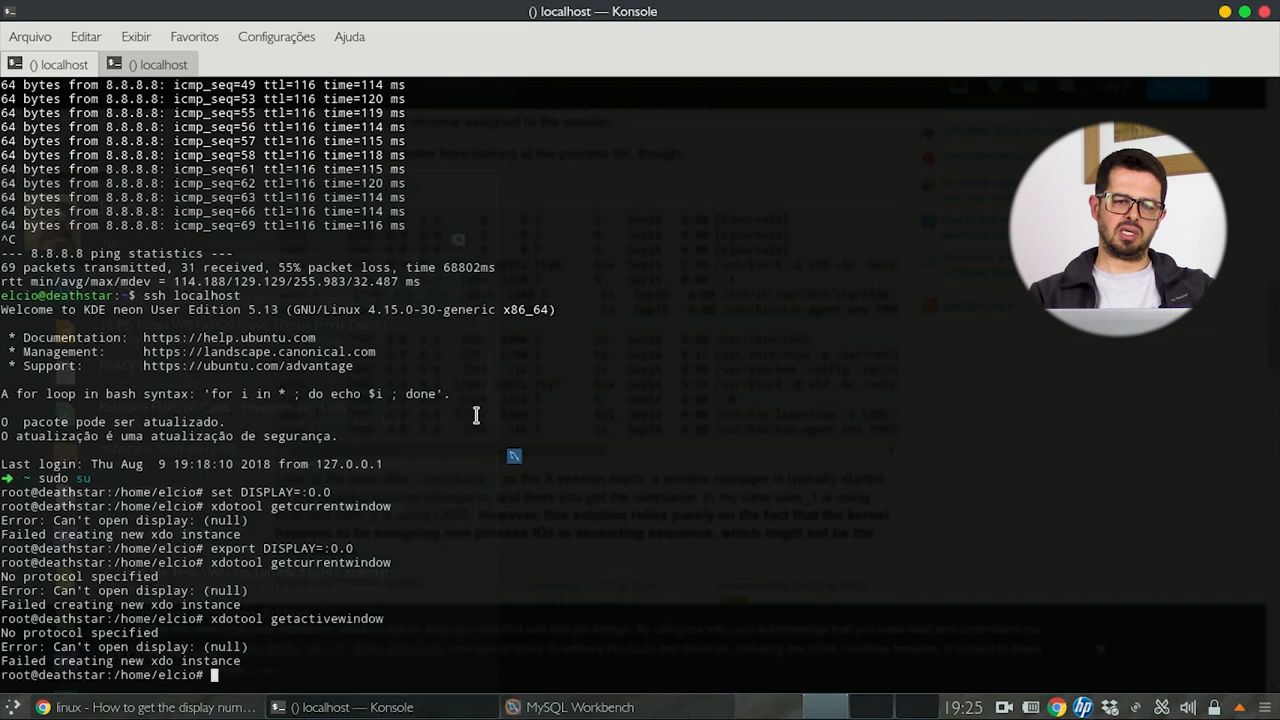 () localhost — Konsole
Arquivo Editar Exibir Favoritos Configurações Ajuda
() localhost () localhost
64 bytes from 8.8.8.8: icmp_seq=49 ttl=116 time=114 ms
64 bytes from 8.8.8.8: icmp_seq=53 ttl=116 time=120 ms
64 bytes from 8.8.8.8: icmp_seq=55 ttl=116 time=119 ms
64 bytes from 8.8.8.8: icmp_seq=56 ttl=116 time=114 ms
64 bytes from 8.8.8.8: icmp_seq=57 ttl=116 time=115 ms
64 bytes from 8.8.8.8: icmp_seq=58 ttl=116 time=118 ms
64 bytes from 8.8.8.8: icmp_seq=61 ttl=116 time=115 ms
64 bytes from 8.8.8.8: icmp_seq=62 ttl=116 time=120 ms
64 bytes from 8.8.8.8: icmp_seq=63 ttl=116 time=114 ms
64 bytes from 8.8.8.8: icmp_seq=66 ttl=116 time=114 ms
64 bytes from 8.8.8.8: icmp_seq=69 ttl=116 time=116 ms
^C
--- 8.8.8.8 ping statistics ---
69 packets transmitted, 31 received, 55% packet loss, time 68802ms
rtt min/avg/max/mdev = 114.188/129.129/255.983/32.487 ms
elcio@deathstar:~$ ssh localhost
Welcome to KDE neon User Edition 5.13 (GNU/Linux 4.15.0-30-generic x86_64)
* Documentation: https://help.ubuntu.com
* Management: https://landscape.canonical.com
* Support: https://ubuntu.com/advantage
A for loop in bash syntax: 'for i in * ; do echo $i ; done'.
0 pacote pode ser atualizado.
0 atualização é uma atualização de segurança.
Last login: Thu Aug 9 19:18:10 2018 from 127.0.0.1
➜ ~ sudo su
root@deathstar:/home/elcio# set DISPLAY=:0.0
root@deathstar:/home/elcio# xdotool getcurrentwindow
Error: Can't open display: (null)
Failed creating new xdo instance
root@deathstar:/home/elcio# export DISPLAY=:0.0
root@deathstar:/home/elcio# xdotool getcurrentwindow
No protocol specified
Error: Can't open display: (null)
Failed creating new xdo instance
root@deathstar:/home/elcio# xdotool getactivewindow
No protocol specified
Error: Can't open display: (null)
Failed creating new xdo instance
root@deathstar:/home/elcio#
linux - How to get the display num... () localhost — Konsole MySQL Workbench 19:25